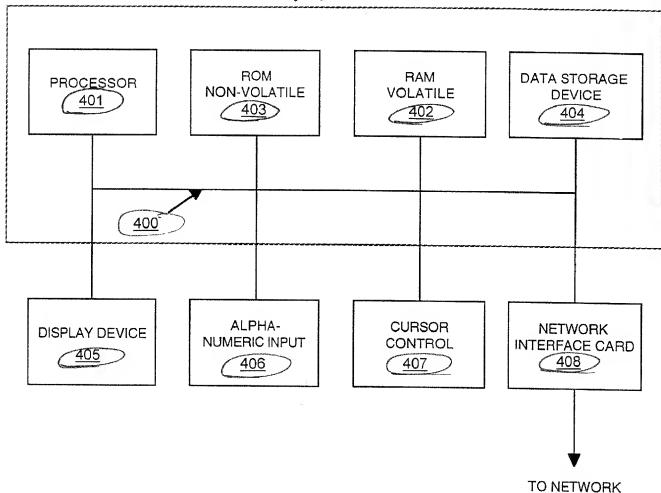 PROCESSOR
401
ROM
NON-VOLATILE
403
RAM
VOLATILE
402
DATA STORAGE
DEVICE
404
400
DISPLAY DEVICE
405
ALPHA-
NUMERIC INPUT
406
CURSOR
CONTROL
407
NETWORK
INTERFACE CARD
408
TO NETWORK